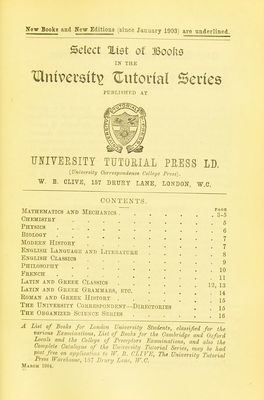 New Books and New Editions (since January 1903) are underlined.
Select List of Books
IN THE
University Tutorial Series
PUBLISHED AT
UNIVERSITY TUTORIAL PRESS LD.
(University Correspondence College Press).
W. B. CLIVE, 157 DRURY LANE, LONDON, W.C.
CONTENTS.
PAGE
MATHEMATICS AND MECHANICS . . . . . 3-5
CHEMISTRY . . . . . 5
PHYSICS . . . . . 6
BIOLOGY . . . . . 7
MODERN HISTORY . . . . . 7
ENGLISH LANGUAGE AND LITERATURE . . . . . 8
ENGLISH CLASSICS . . . . . 9
PHILOSOPHY . . . . . 10
FRENCH . . . . . 11
LATIN AND GREEK CLASSICS . . . . . 12, 13
LATIN AND GREEK GRAMMARS, ETC. . . . . . 14
ROMAN AND GREEK HISTORY . . . . . 15
THE UNIVERSITY CORRESPONDENT—DIRECTORIES . . . . . 15
THE ORGANIZED SCIENCE SERIES . . . . . 16
A List of Books for London University Students, classified for the
various Examinations, List of Books for the Cambridge and Oxford
Locals and the College of Preceptors Examinations, and also the
Complete Catalogue of the University Tutorial Series, may be had
post free on application to W. B. CLIVE, The University Tutorial
Press Warehouse, 157 Drury Lane, W.C.
MARCH 1904.